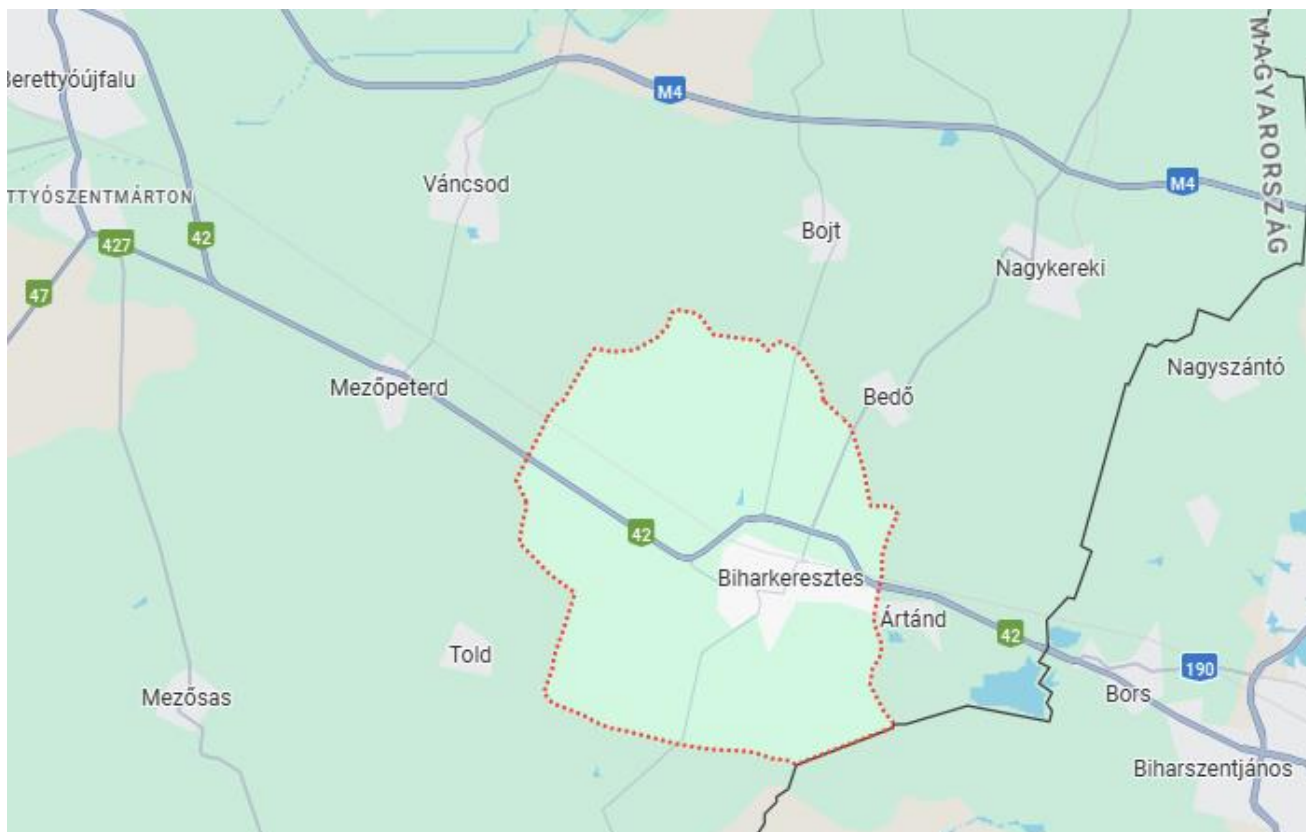 MAGYARORSZÁG
Berettyóújfalu
M4
Váncsod
M4
TTYÓSZENTMÁRTON
Bojt
427
42
Nagykereki
47
Nagyszántó
Mezőpeterd
Bedő
42
Biharkeresztes
Ártánd
42
Told
190
Mezősas
Bors
Biharszentjános